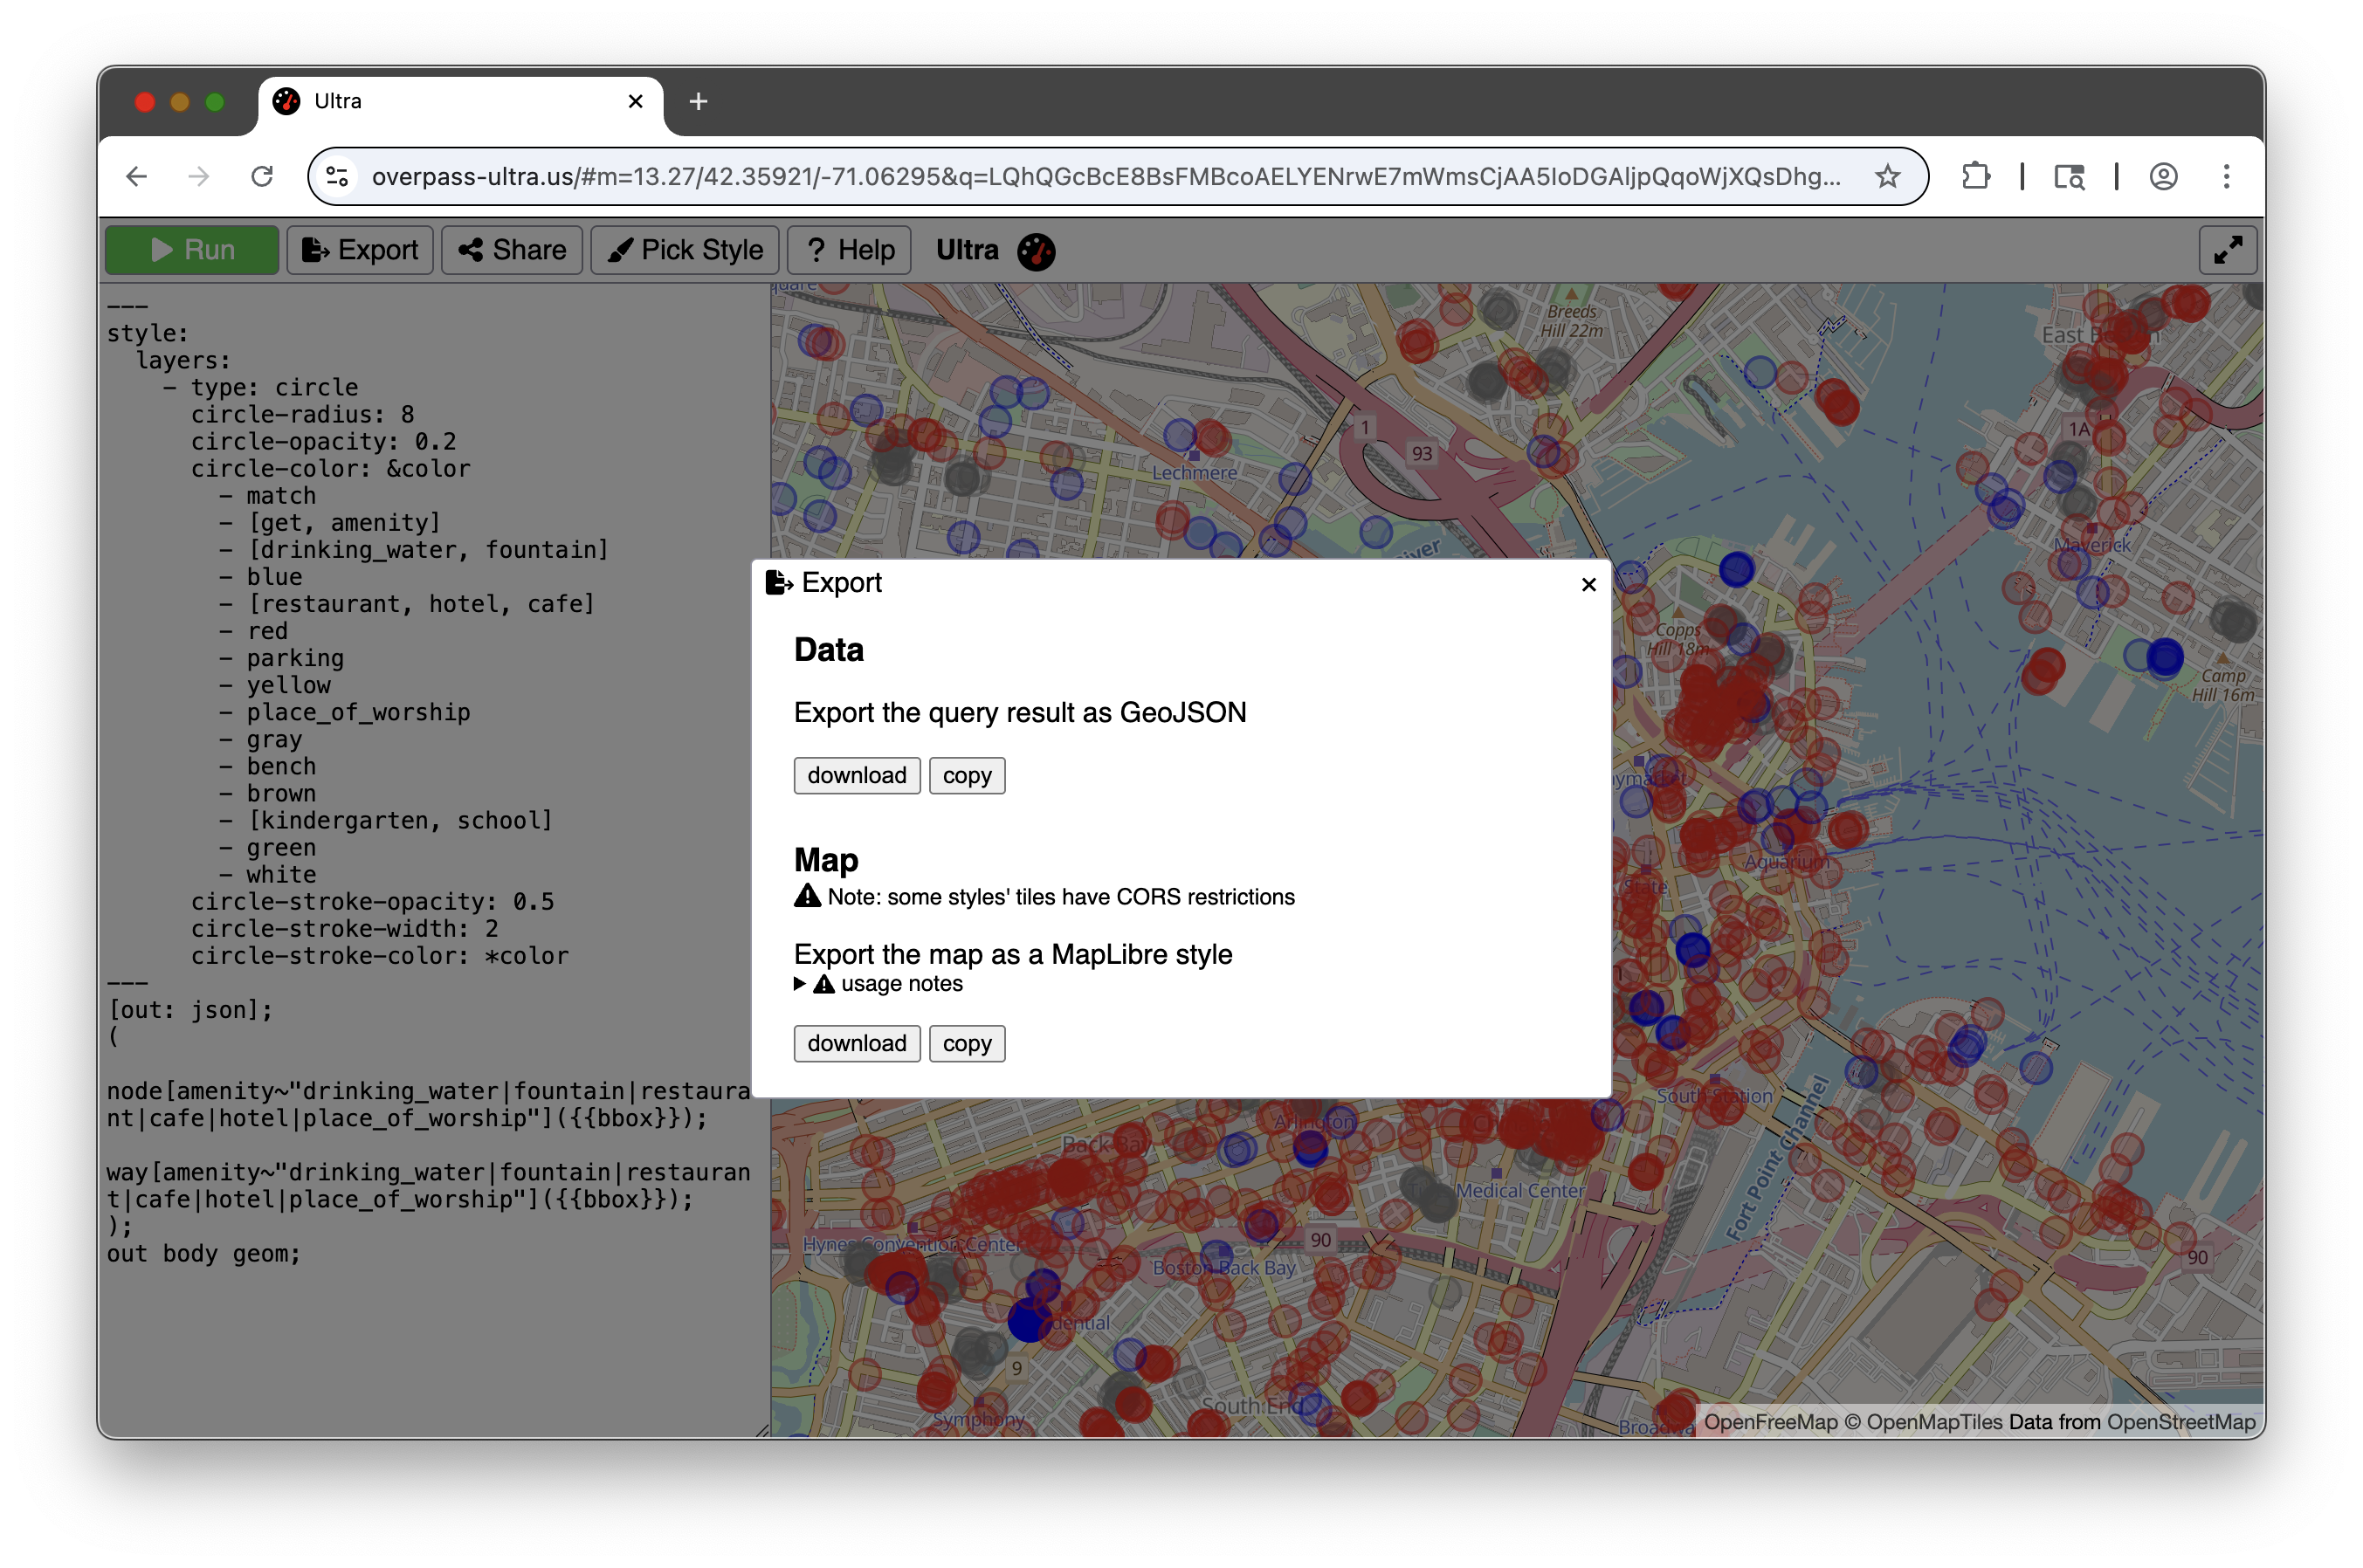 Ultra
overpass-ultra.us/#m=13.27/42.35921/-71.06295&q=LQhQGcBcE8BsFMBcoAELYENrwE7mWmsCjAA5IoDGAljpQqoWjXQsDhg...
Run
Export
Share
Pick Style
? Help
Ultra
---
style:
layers:
- type: circle
circle-radius: 8
circle-opacity: 0.2
circle-color: &color
- match
- [get, amenity]
- [drinking_water, fountain]
- blue
- [restaurant, hotel, cafe]
- red
- parking
- yellow
- place_of_worship
- gray
- bench
- brown
- [kindergarten, school]
- green
- white
circle-stroke-opacity: 0.5
circle-stroke-width: 2
circle-stroke-color: *color
---
[out: json];
(
node[amenity~"drinking_water|fountain|restaura
nt|cafe|hotel|place_of_worship"]({{bbox}});
way[amenity~"drinking_water|fountain|restauran
t|cafe|hotel|place_of_worship"]({{bbox}});
);
out body geom;
Export
Data
Export the query result as GeoJSON
download
copy
Map
Note: some styles' tiles have CORS restrictions
Export the map as a MapLibre style
usage notes
download
copy
Breeds
Hill 22m
1
93
Lechmere
1A
Maverick
Copps
Hill 18m
Camp
Hill 16m
Aquarium
State
South Station
Fort Point Channel
Back Bay
Arlington
Medical Center
Hynes Convention Center
90
Boston Back Bay
90
9
South End
Symphony
OpenFreeMap © OpenMapTiles Data from OpenStreetMap